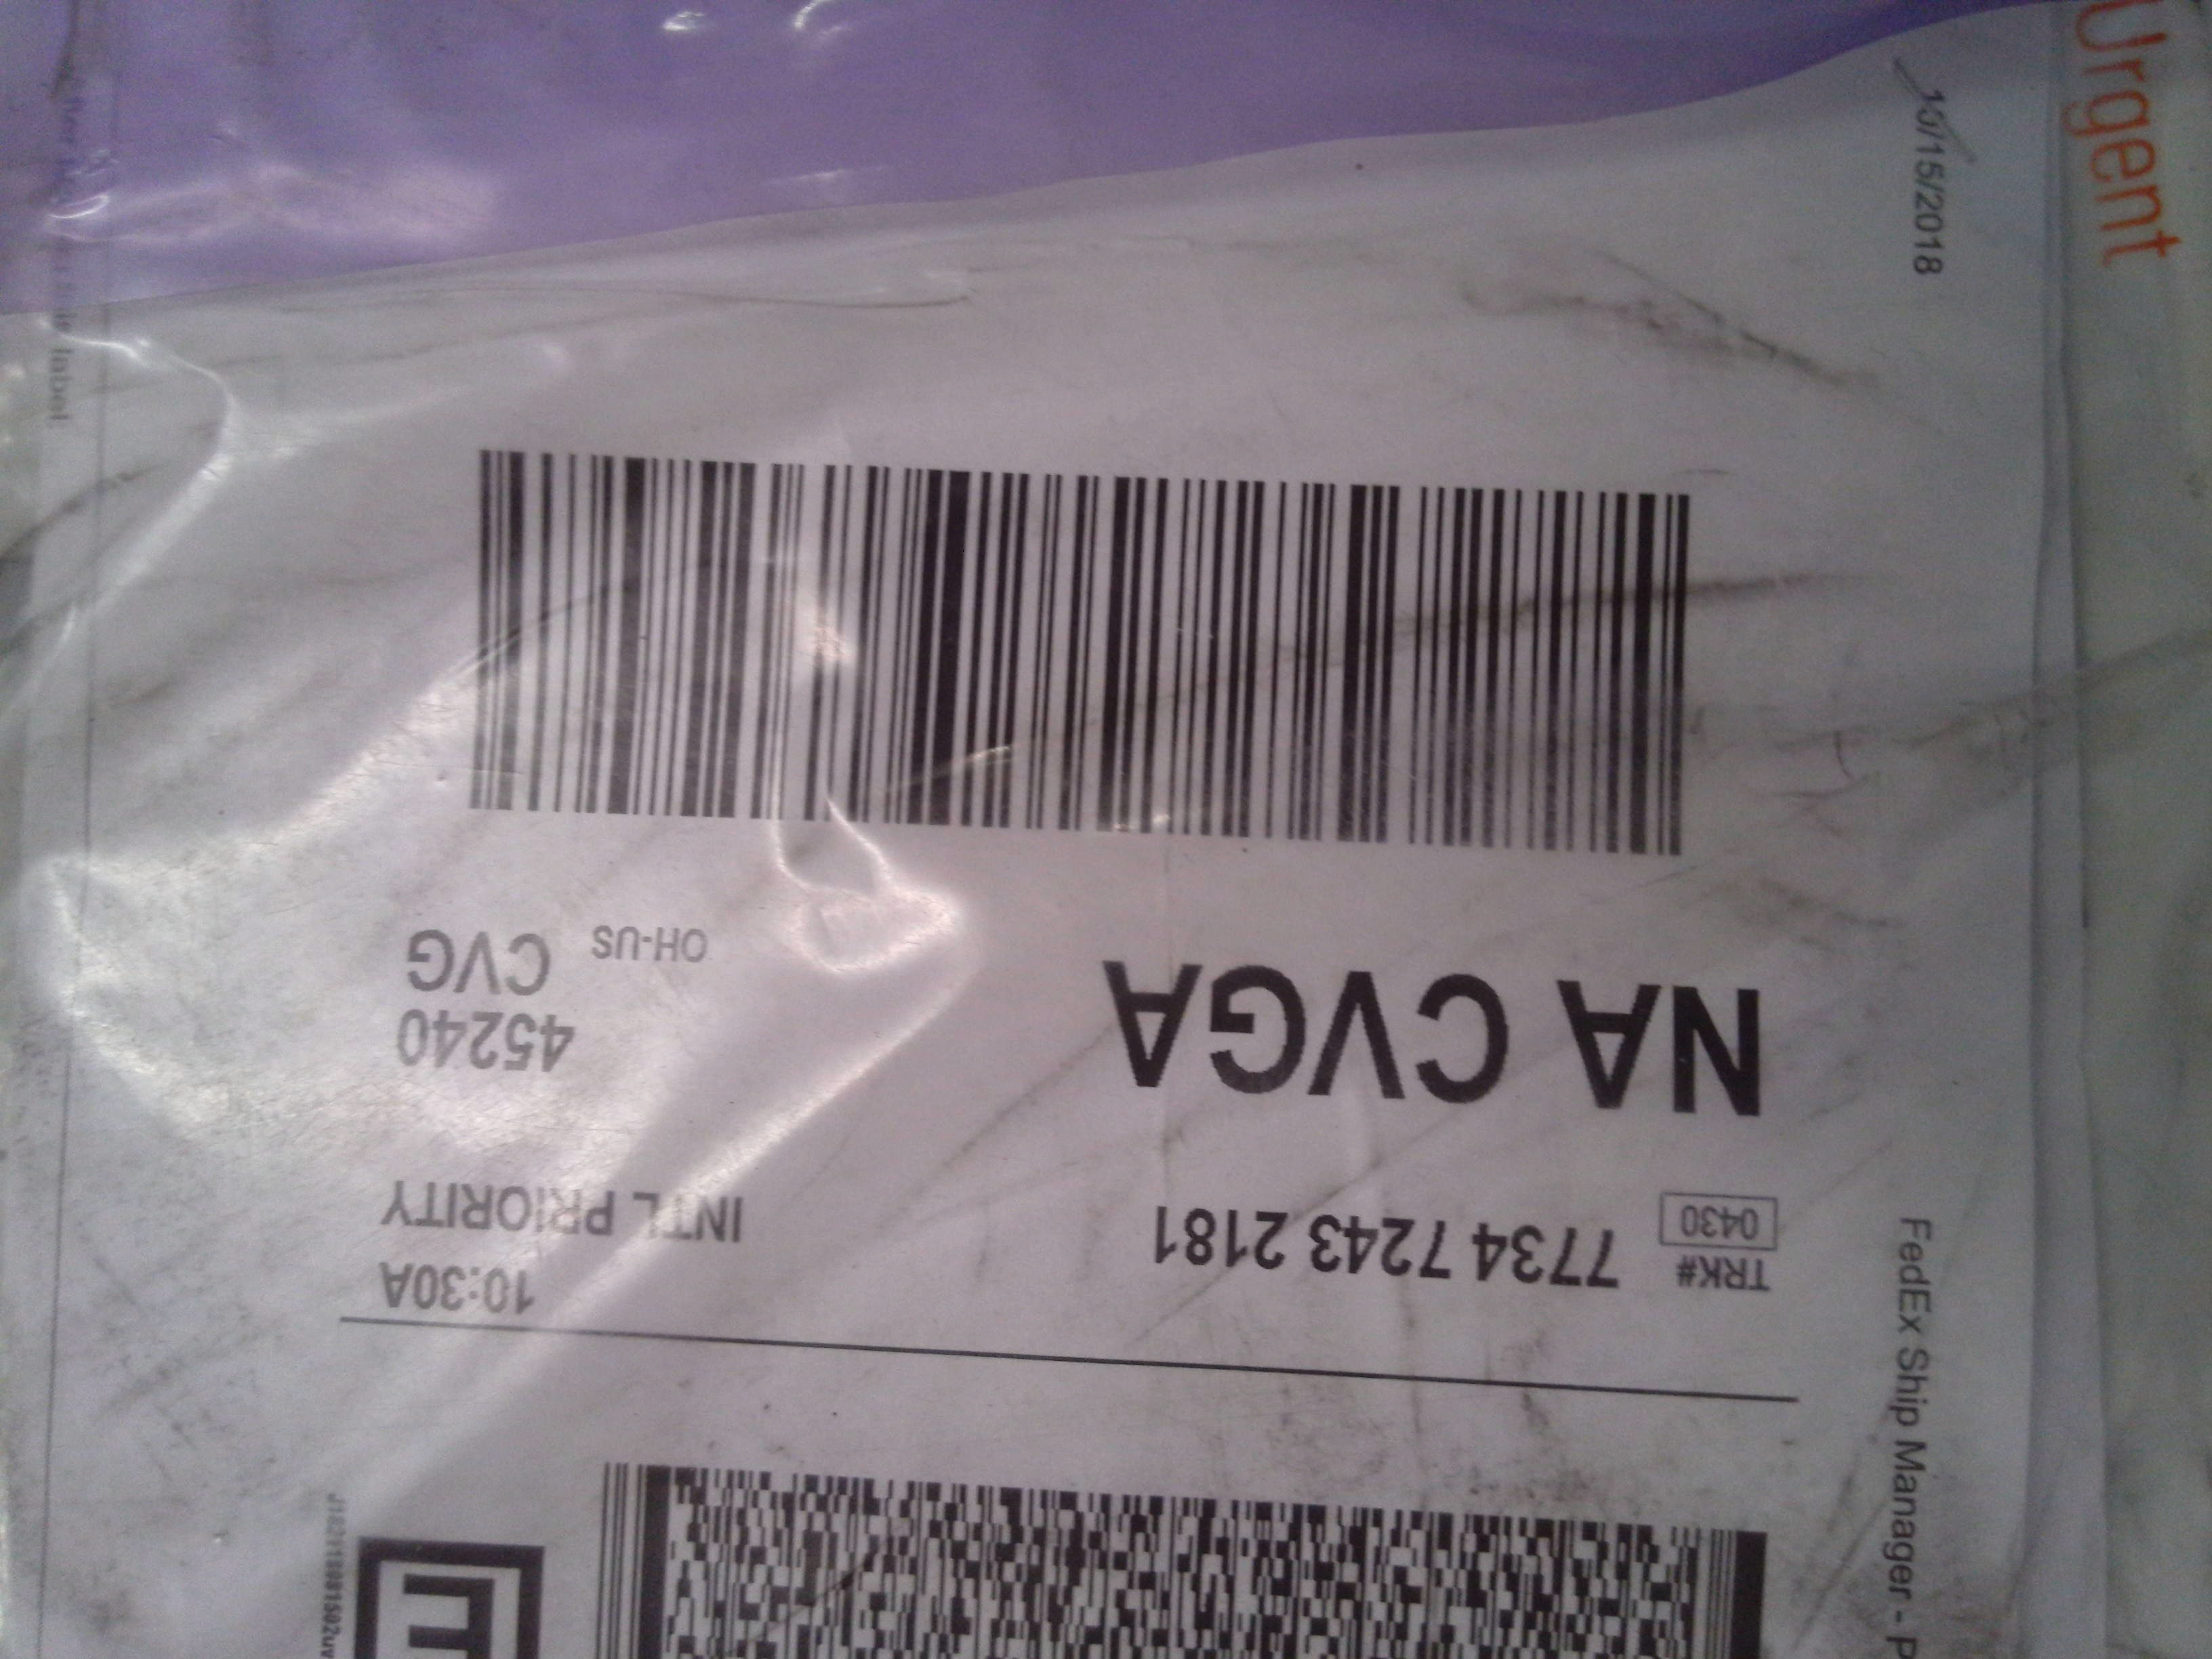 10:30A
INTL PRIORITY
TRK#
0430
7734 7243 2181
45240
OH-US
CVG
NA CVGA
E
FedEx Ship Manager - P
10/15/2018
Urgent
label